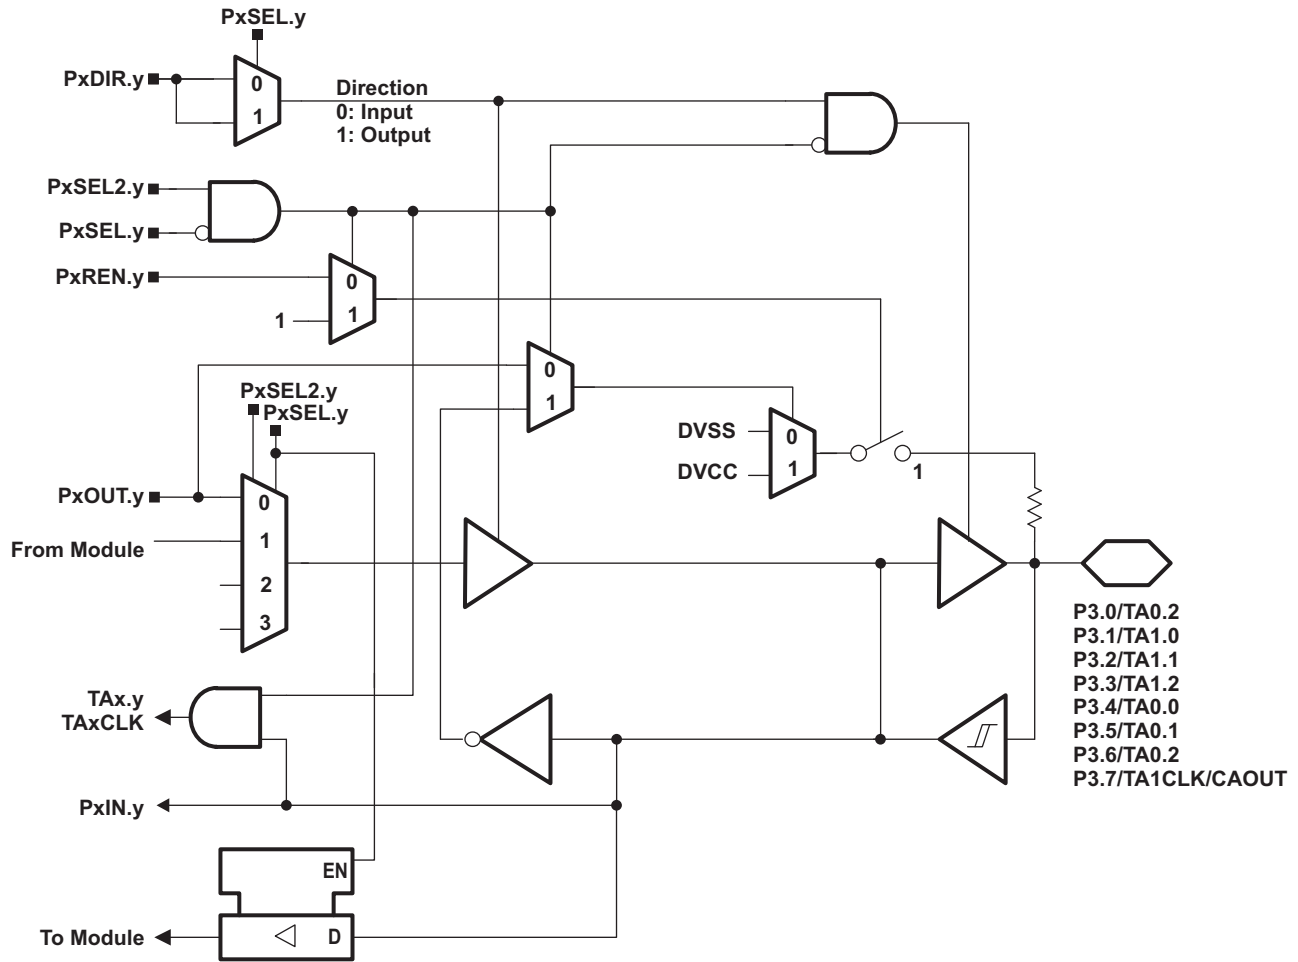 PxSEL.y
PxDIR.y
0
1
Direction
0: Input
1: Output
PxSEL2.y
PxSEL.y
PxREN.y
0
1
1
0
1
PxSEL2.y
PxSEL.y
DVSS
0
DVCC
1
1
PxOUT.y
0
From Module
1
2
3
P3.0/TA0.2
P3.1/TA1.0
P3.2/TA1.1
P3.3/TA1.2
P3.4/TA0.0
P3.5/TA0.1
P3.6/TA0.2
P3.7/TA1CLK/CAOUT
TAx.y
TAxCLK
PxIN.y
EN
To Module
D